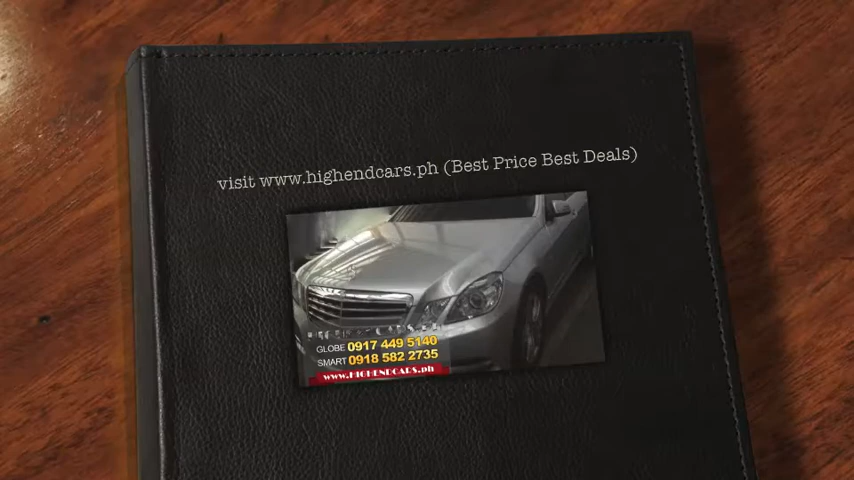 visit www.highendcars.ph (Best Price Best Deals)
GLOBE 0917 449 5140
SMART 0918 582 2735
www.HIGHENDCARS.ph